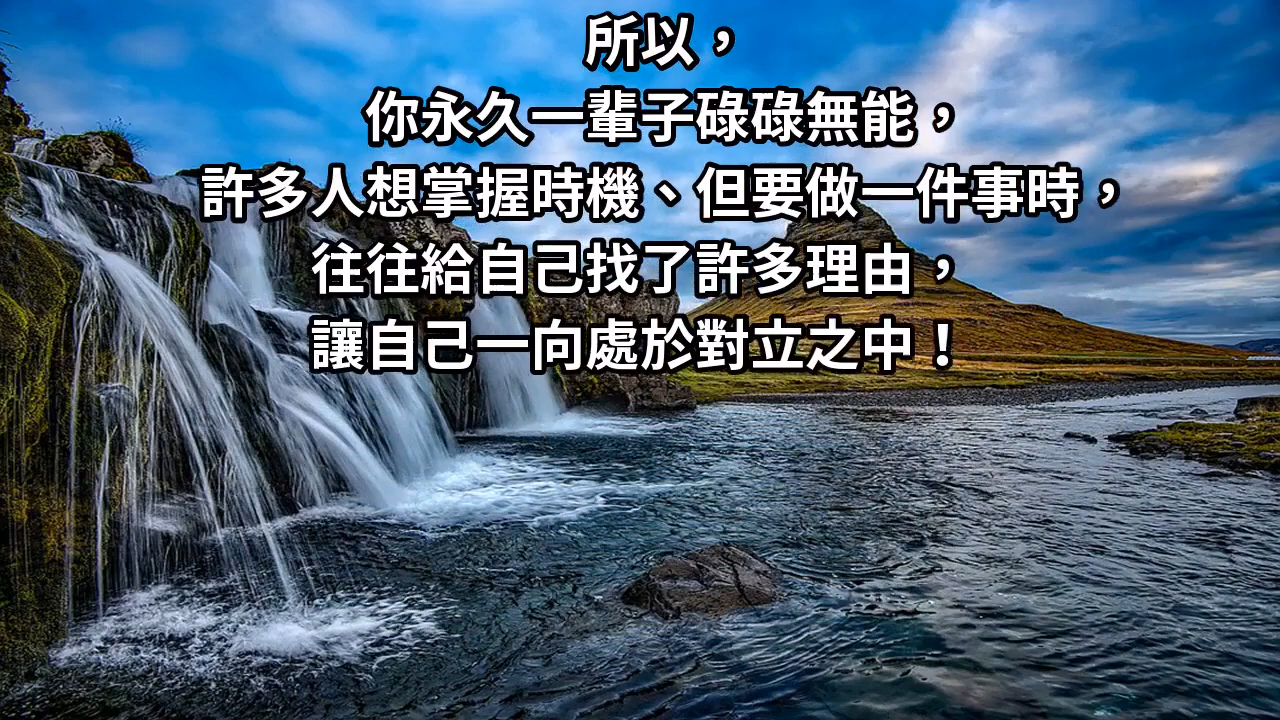 所以，
你永久一輩子碌碌無能，
許多人想掌握時機、但要做一件事時，
往往給自己找了許多理由，
讓自己一向處於對立之中！